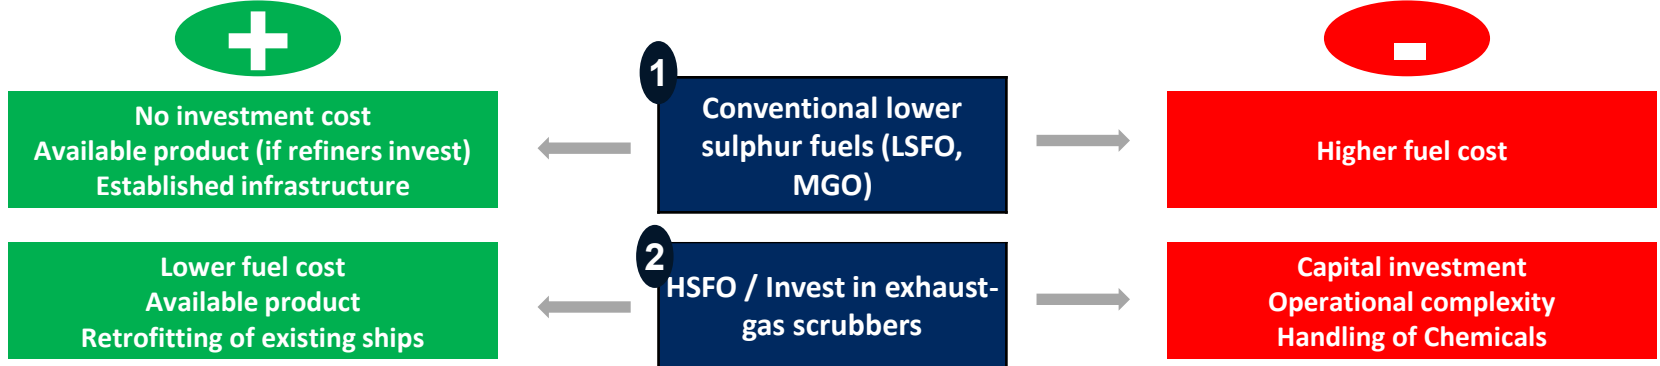 +
-
1
Conventional lower
sulphur fuels (LSFO,
MGO)
No investment cost
Available product (if refiners invest)
Established infrastructure
Higher fuel cost
2
HSFO / Invest in exhaust-
gas scrubbers
Lower fuel cost
Available product
Retrofitting of existing ships
Capital investment
Operational complexity
Handling of Chemicals